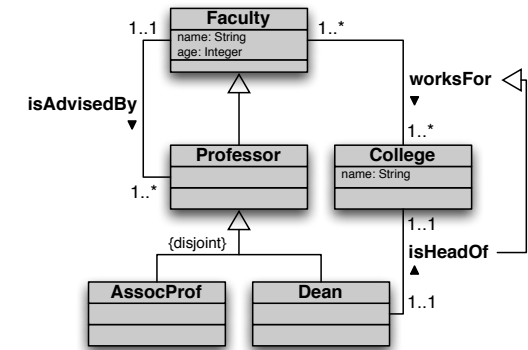 Faculty
name: String
age: Integer
1..1
1..*
isAdvisedBy
worksFor
1..*
1..*
Professor
College
name: String
{disjoint}
1..1
isHeadOf
AssocProf
Dean
1..1